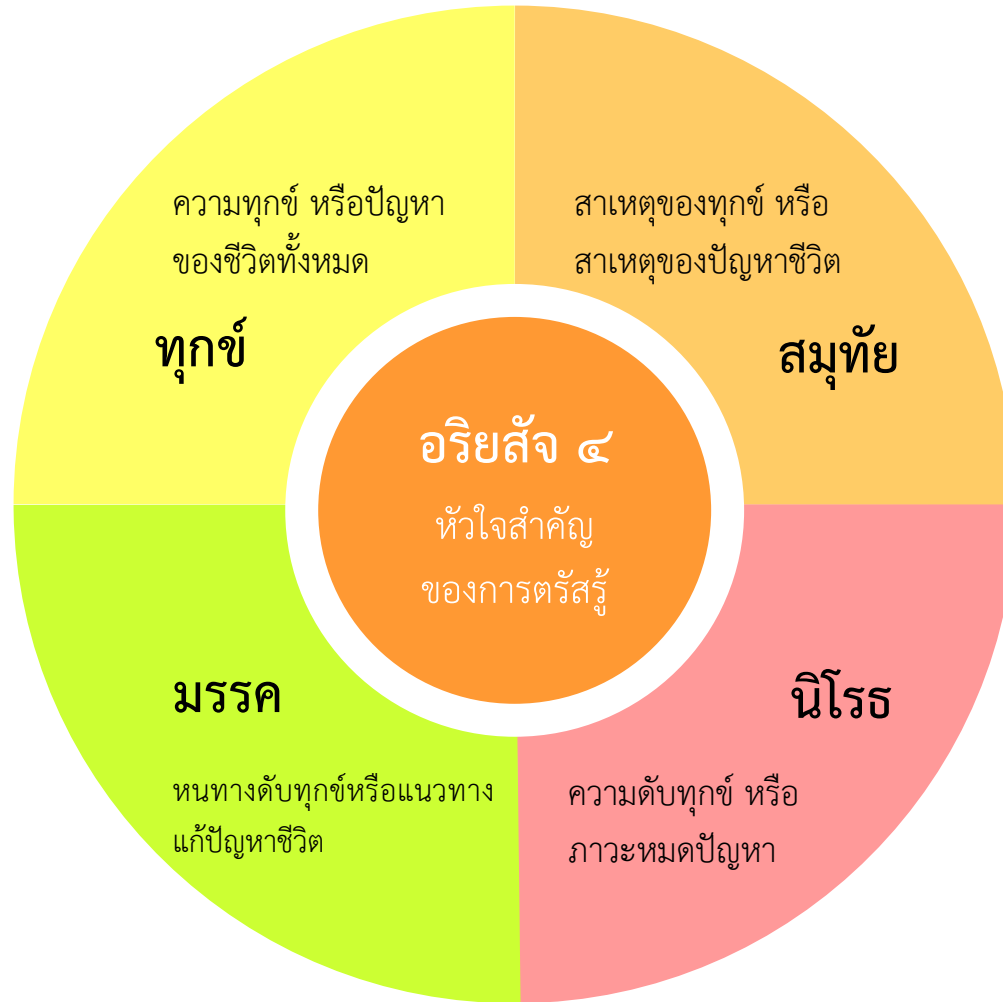 ความทุกข์ หรือปัญหา
ของชีวิตทั้งหมด
ทุกข์
สาเหตุของทุกข์ หรือ
สาเหตุของปัญหาชีวิต
สมุทัย
อริยสัจ ๔
หัวใจสำคัญ
ของการตรัสรู้
มรรค
หนทางดับทุกข์หรือแนวทาง
แก้ปัญหาชีวิต
นิโรธ
ความดับทุกข์ หรือ
ภาวะหมดปัญหา